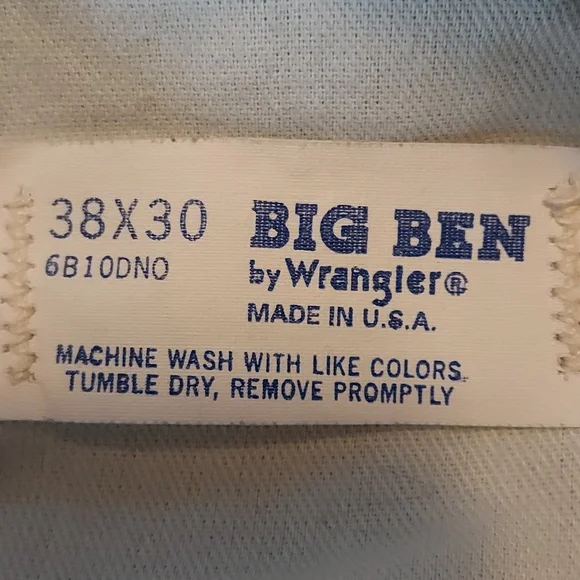 38X30
6B10DNO
BIG BEN
by Wrangler®
MADE IN U.S.A.
MACHINE WASH WITH LIKE COLORS.
TUMBLE DRY, REMOVE PROMPTLY